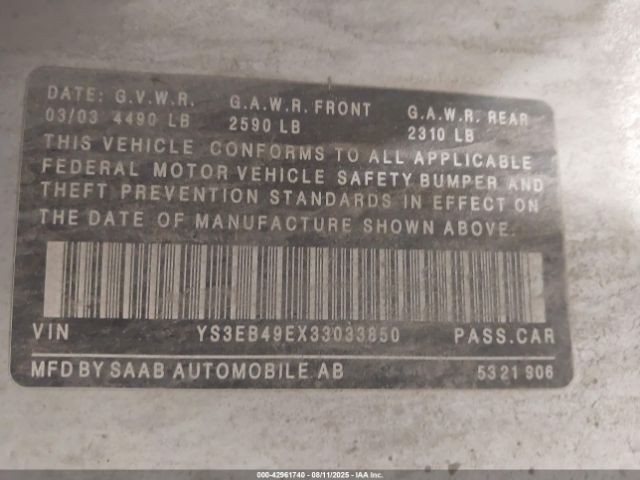 DATE: G.V.W.R. G.A.W.R. FRONT G.A.W.R. REAR
03/03 4490 LB 2590 LB 2310 LB
THIS VEHICLE CONFORMS TO ALL APPLICABLE
FEDERAL MOTOR VEHICLE SAFETY BUMPER AND
THEFT PREVENTION STANDARDS IN EFFECT ON
THE DATE OF MANUFACTURE SHOWN ABOVE.
VIN YS3EB49EX33033850 PASS.CAR
MFD BY SAAB AUTOMOBILE AB 5321 906
000-42961740 - 08/11/2025 - IAA Inc.